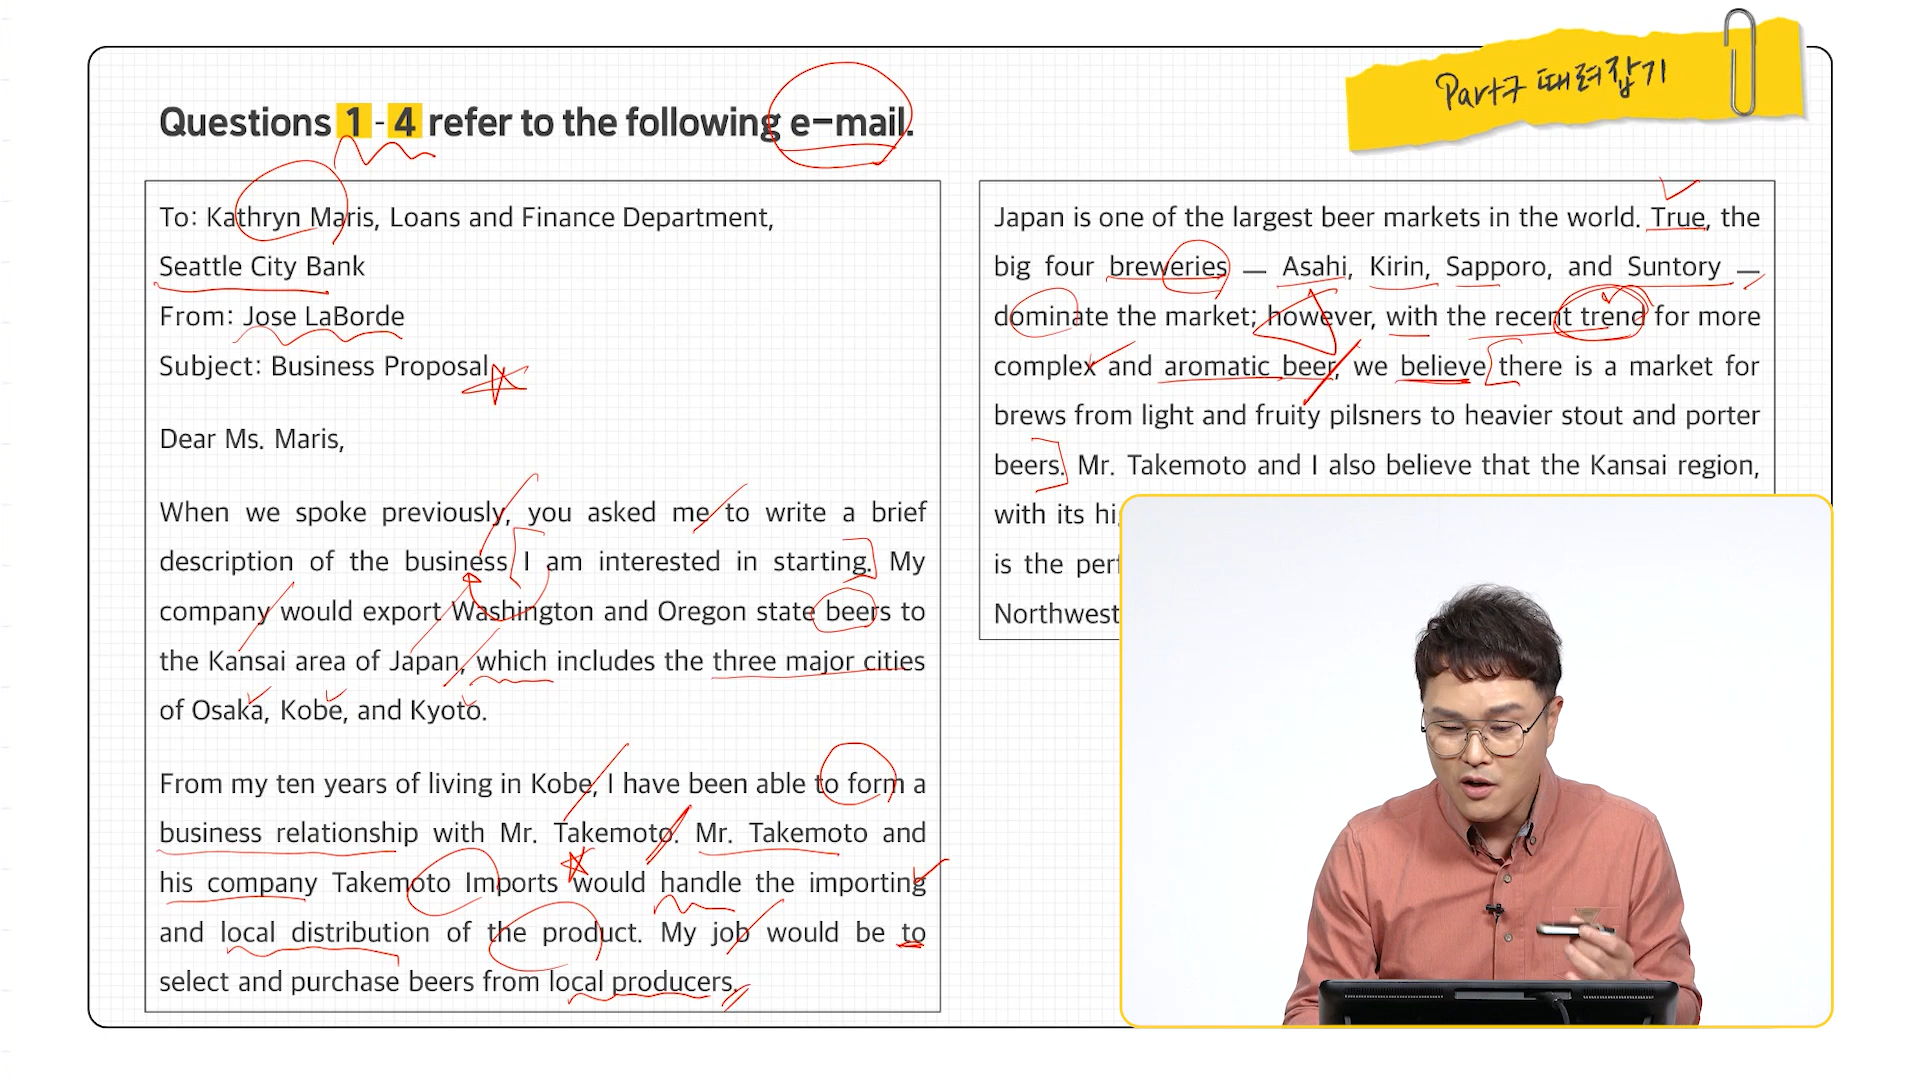 Part7 때려잡기
Questions 1 - 4 refer to the following e-mail.
To: Kathryn Maris, Loans and Finance Department,
Seattle City Bank
From: Jose LaBorde
Subject: Business Proposal
Dear Ms. Maris,
When we spoke previously, you asked me to write a brief
description of the business I am interested in starting. My
company would export Washington and Oregon state beers to
the Kansai area of Japan, which includes the three major cities
of Osaka, Kobe, and Kyoto.
From my ten years of living in Kobe, I have been able to form a
business relationship with Mr. Takemoto. Mr. Takemoto and
his company Takemoto Imports would handle the importing
and local distribution of the product. My job would be to
select and purchase beers from local producers.
Japan is one of the largest beer markets in the world. True, the
big four breweries — Asahi, Kirin, Sapporo, and Suntory —
dominate the market; however, with the recent trend for more
complex and aromatic beer, we believe there is a market for
brews from light and fruity pilsners to heavier stout and porter
beers. Mr. Takemoto and I also believe that the Kansai region,
with its
is the
Northwest